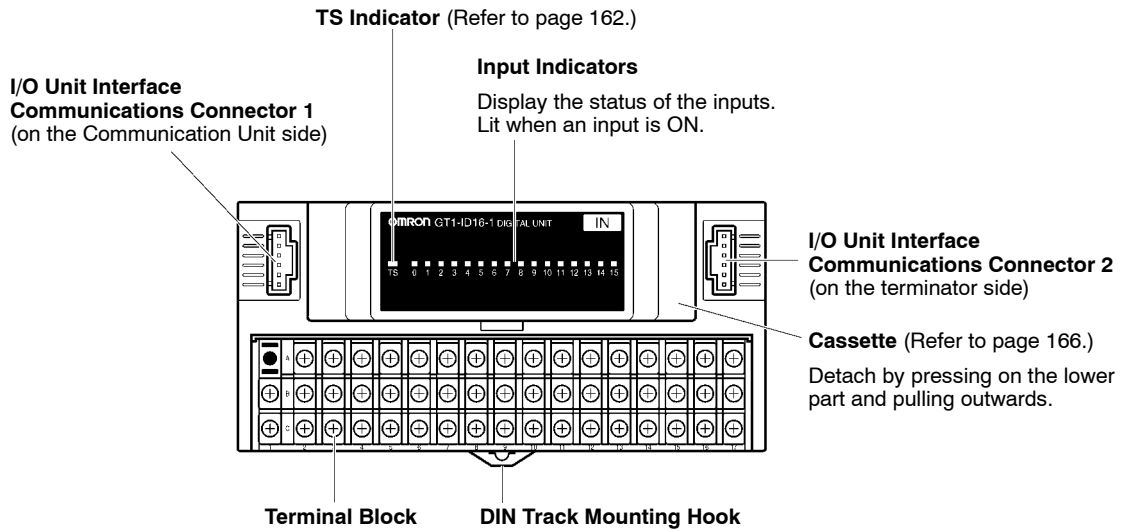 TS Indicator (Refer to page 162.)
I/O Unit Interface
Communications Connector 1
(on the Communication Unit side)
Input Indicators
Display the status of the inputs.
Lit when an input is ON.
OMRON GT1-ID16-1 DIGITAL UNIT IN
TS 0 1 2 3 4 5 6 7 8 9 10 11 12 13 14 15
I/O Unit Interface
Communications Connector 2
(on the terminator side)
Cassette (Refer to page 166.)
Detach by pressing on the lower
part and pulling outwards.
A
B
C
1 2 3 4 5 6 7 8 9 10 11 12 13 14 15 16 17
Terminal Block
DIN Track Mounting Hook